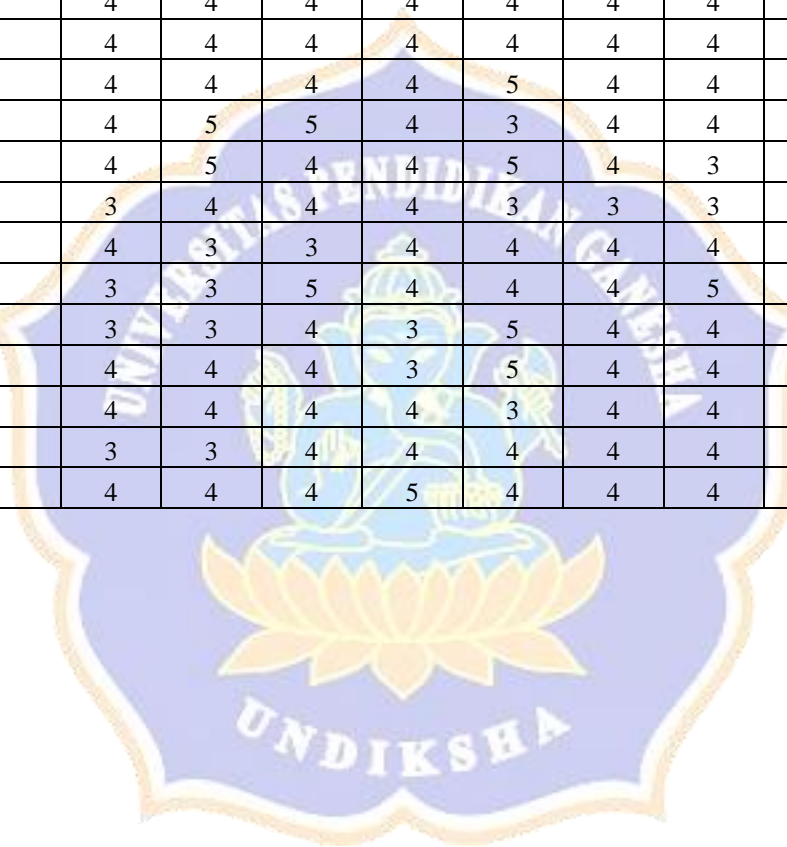 4 4 4 4 4 4 4
4 4 4 4 4 4 4
4 4 4 4 5 4 4
4 5 5 4 3 4 4
4 5 4 4 5 4 3
3 4 4 4 3 3 3
4 3 3 4 4 4 4
3 3 5 4 4 4 5
3 3 4 3 5 4 4
4 4 4 3 5 4 4
4 4 4 4 3 4 4
3 3 4 4 4 4 4
4 4 4 5 4 4 4
UNIVERSITAS PENDIDIKAN GANESHA
UNDIKSHA